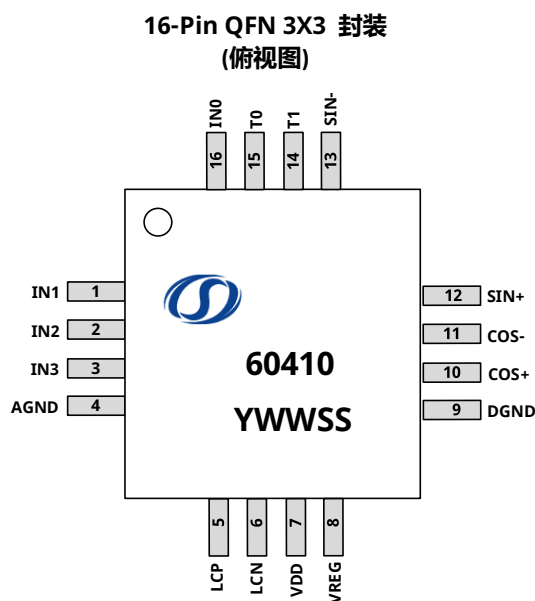 16-Pin QFN 3X3 封装
(俯视图)
IN0 T0 T1 SIN-
16 15 14 13
IN1 1
IN2 2
IN3 3
AGND 4
12 SIN+
11 COS-
10 COS+
9 DGND
60410
YWWSS
5 6 7 8
LCP LCN VDD VREG